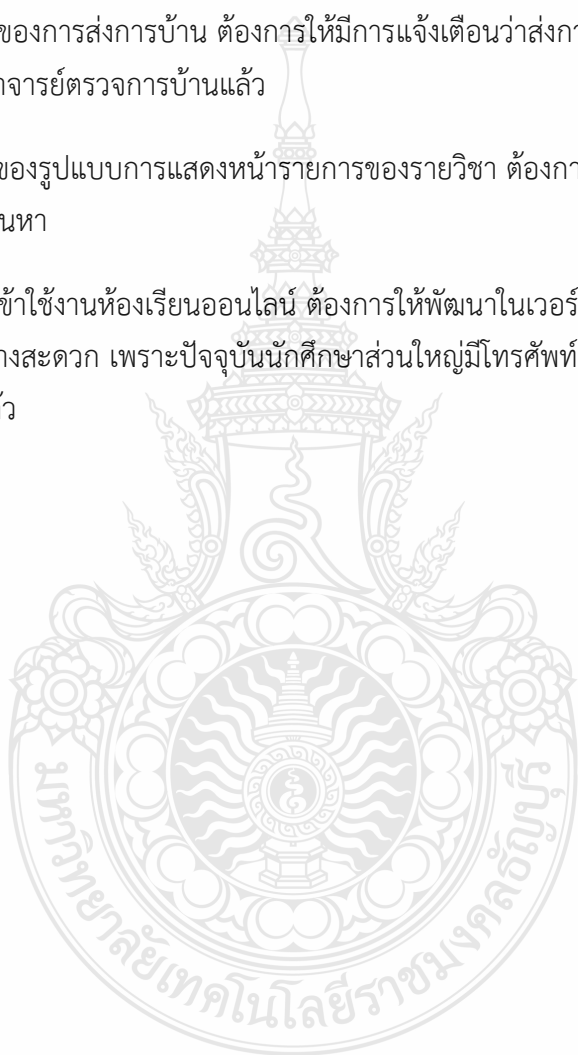 ของการส่งการบ้าน ต้องการให้มีการแจ้งเตือนว่าส่งกา
าจารย์ตรวจการบ้านแล้ว
ของรูปแบบการแสดงหน้ารายการของรายวิชา ต้องกา
นหา
ข้าใช้งานห้องเรียนออนไลน์ ต้องการให้พัฒนาในเวอร์
างสะดวก เพราะปัจจุบันนักศึกษาส่วนใหญ่มีโทรศัพท์
ว
มหาวิทยาลัยเทคโนโลยีราชมงคลธัญบุรี